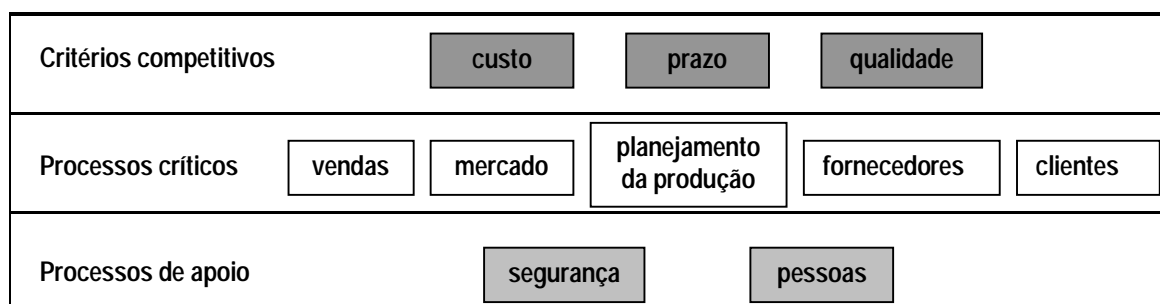 Critérios competitivos custo prazo qualidade
Processos críticos vendas mercado planejamento da produção fornecedores clientes
Processos de apoio segurança pessoas